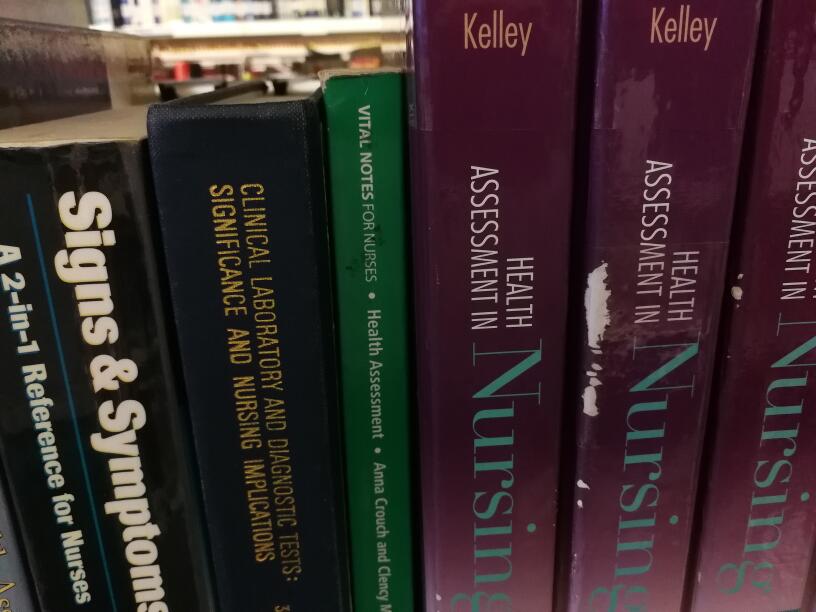 Signs & Symptoms
A 2-in-1 Reference for Nurses
CLINICAL LABORATORY AND DIAGNOSTIC TESTS:
SIGNIFICANCE AND NURSING IMPLICATIONS
3
VITAL NOTES FOR NURSES • Health Assessment • Anna Crouch and Clency M
Kelley
HEALTH
ASSESSMENT IN
Nursing
Kelley
HEALTH
ASSESSMENT IN
Nursing
ASSESSMENT IN
Nursing